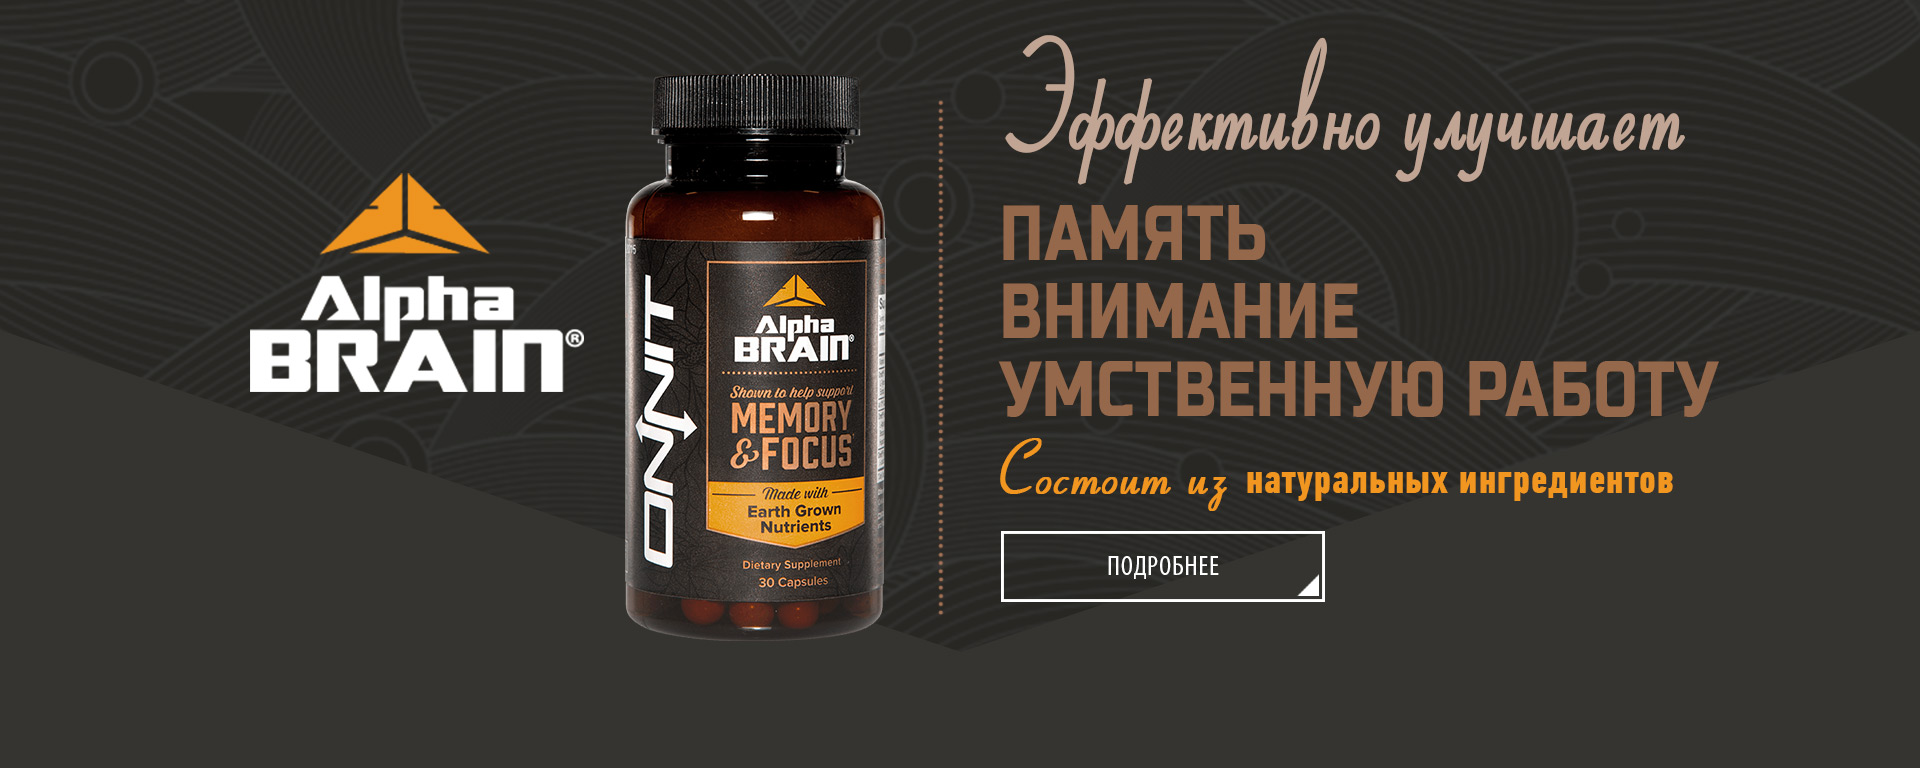 Alpha
BRAIN®
ONNIT
Alpha
BRAIN®
Shown to help support
MEMORY
& FOCUS
Made with
Earth Grown
Nutrients
Dietary Supplement
30 Capsules
Эффективно улучшает
ПАМЯТЬ
ВНИМАНИЕ
УМСТВЕННУЮ РАБОТУ
Состоит из натуральных ингредиентов
ПОДРОБНЕЕ